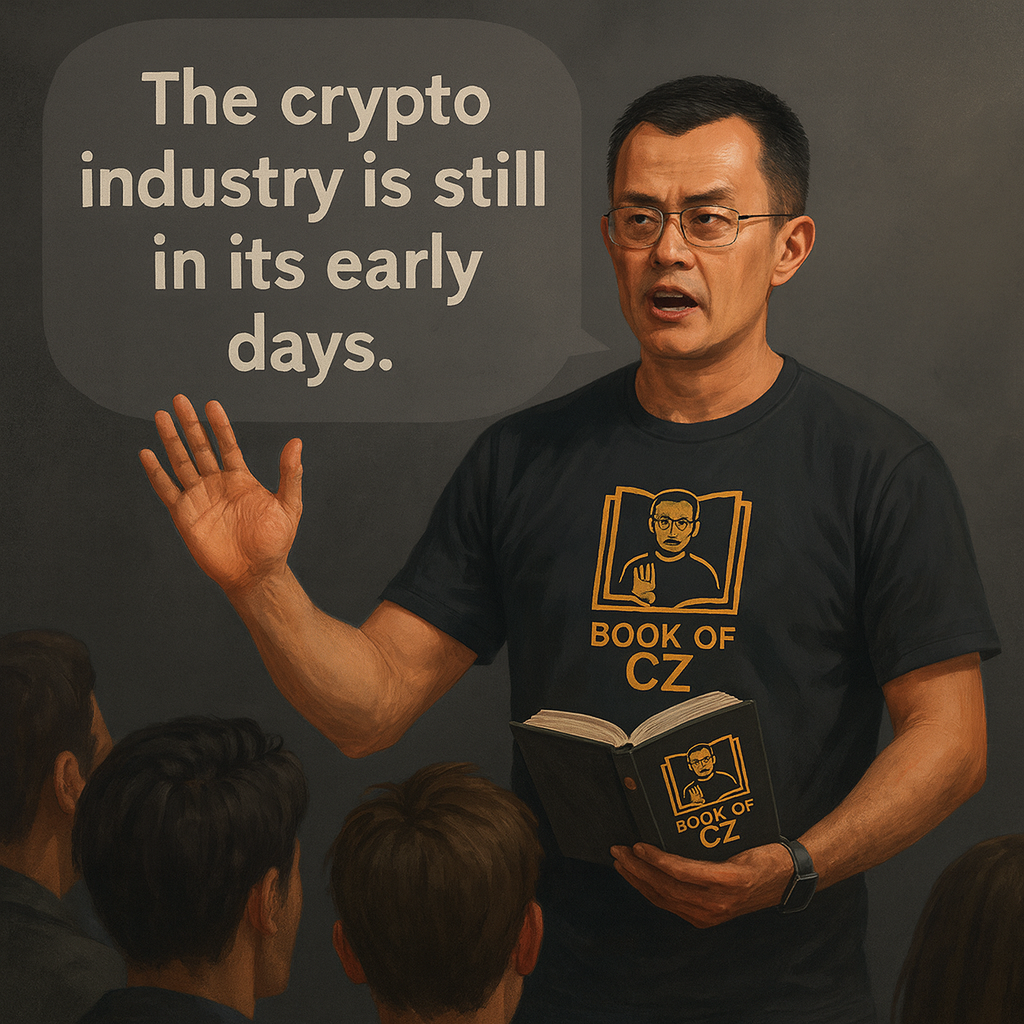 The crypto
industry is still
in its early
days.
BOOK OF
CZ
BOOK OF
CZ